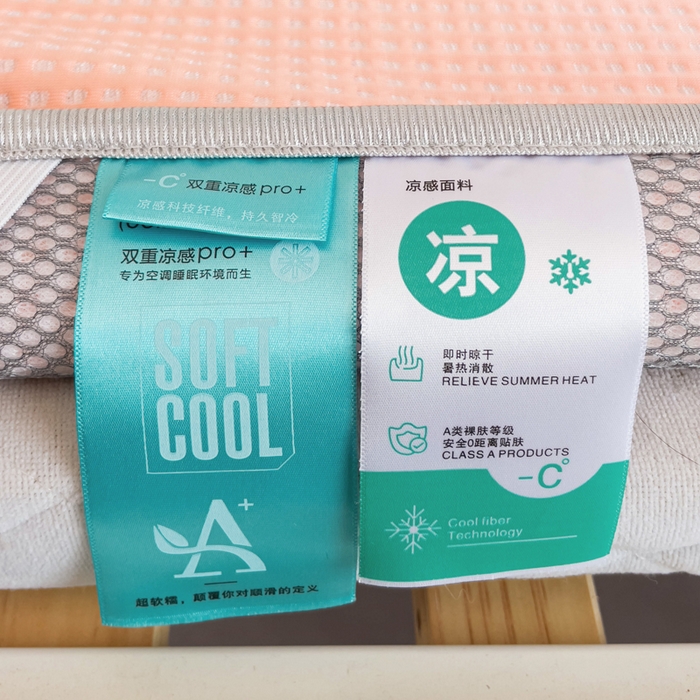 -C° 双重凉感pro+
凉感科技纤维，持久智冷
双重凉感pro+
专为空调睡眠环境而生
SOFT
COOL
A+
超软糯，颠覆你对顺滑的定义
凉感面料
凉
即时晾干
暑热消散
RELIEVE SUMMER HEAT
A类裸肤等级
安全0距离贴肤
CLASS A PRODUCTS
-C°
Cool fiber
Technology